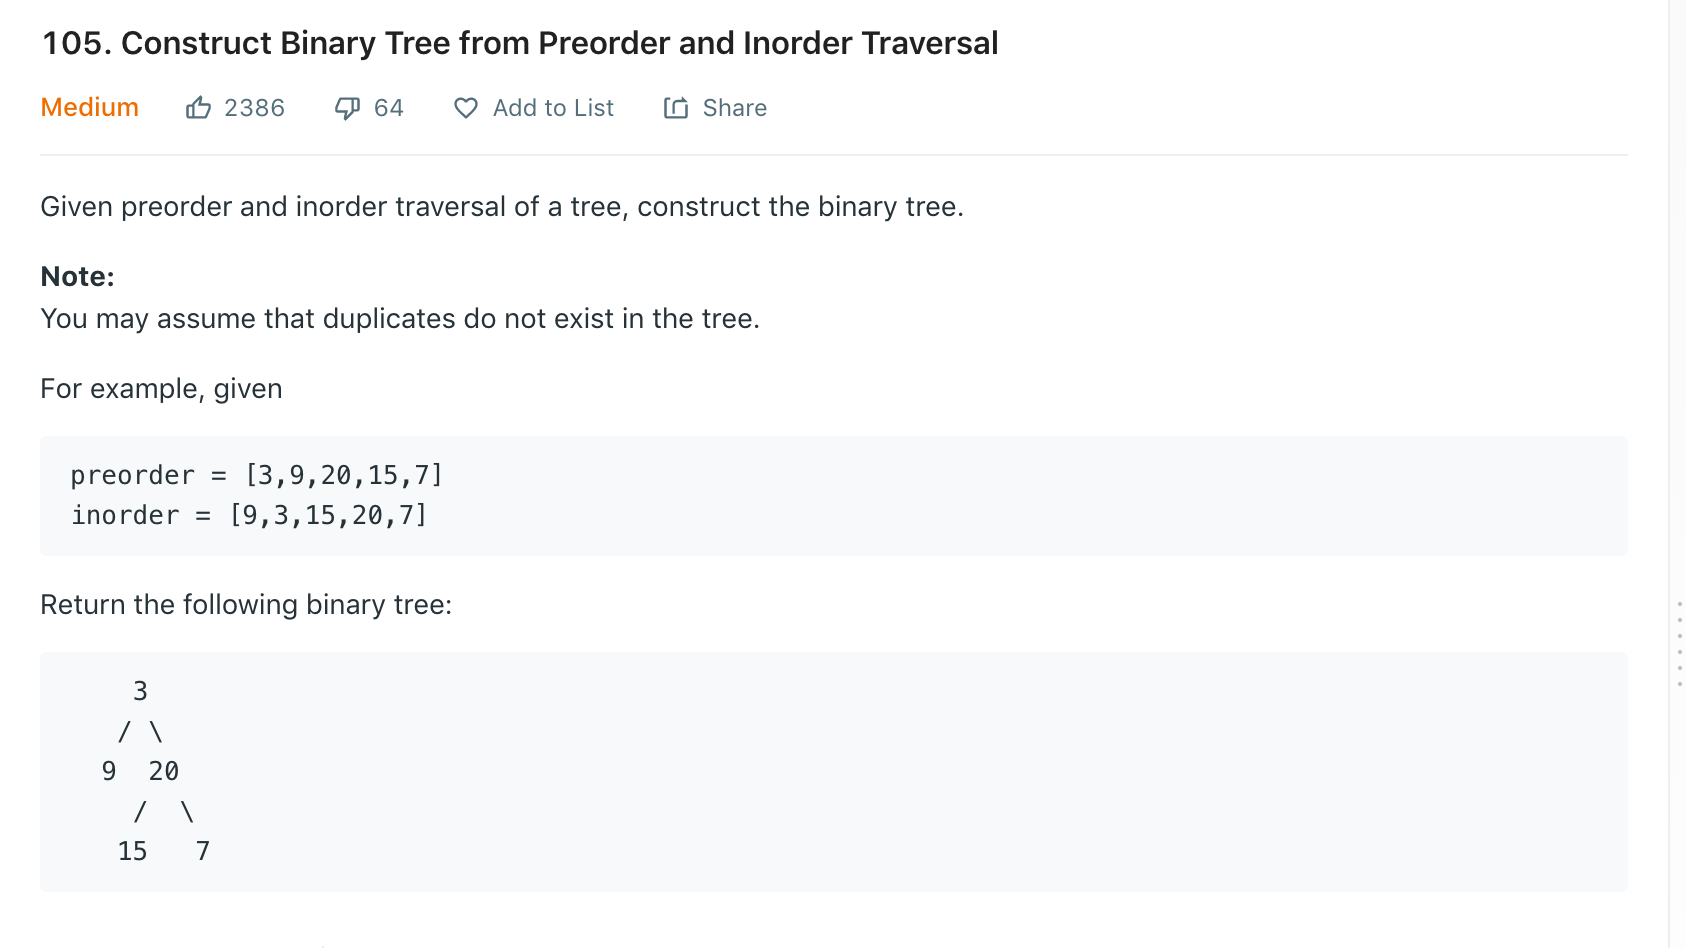 105. Construct Binary Tree from Preorder and Inorder Traversal
Medium 2386 64 Add to List Share
Given preorder and inorder traversal of a tree, construct the binary tree.
Note:
You may assume that duplicates do not exist in the tree.
For example, given
preorder = [3,9,20,15,7]
inorder = [9,3,15,20,7]
Return the following binary tree:
    3
   / \
  9  20
    /  \
   15   7